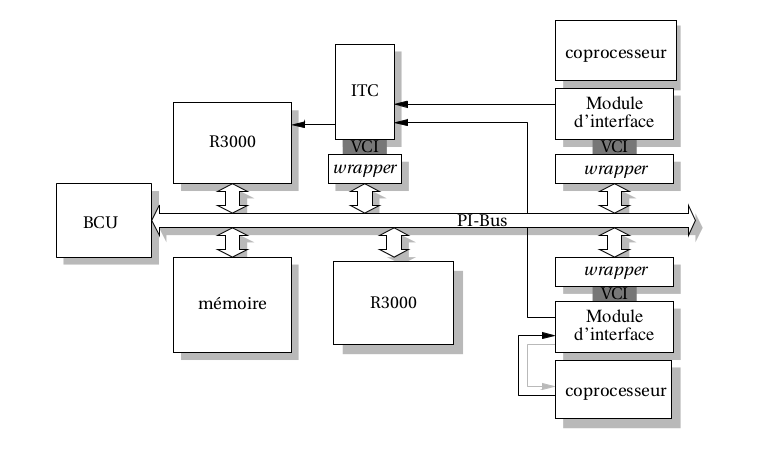 coprocesseur
ITC
Module
d'interface
R3000
VCI
VCI
wrapper
wrapper
BCU
PI-Bus
wrapper
VCI
mémoire
R3000
Module
d'interface
coprocesseur